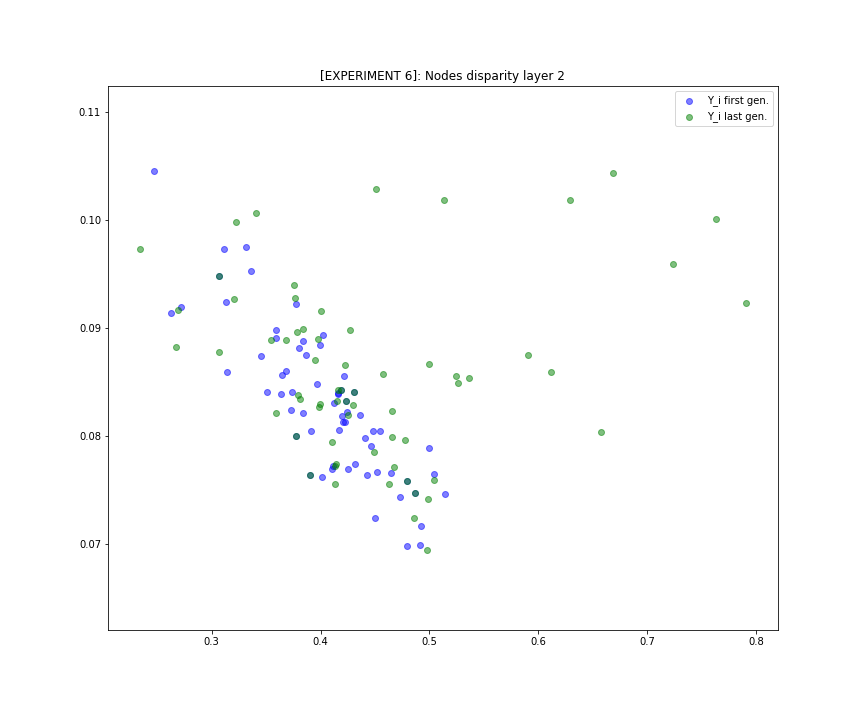 [EXPERIMENT 6]: Nodes disparity layer 2
Y_i first gen.
Y_i last gen.
0.11
0.10
0.09
0.08
0.07
0.3 0.4 0.5 0.6 0.7 0.8